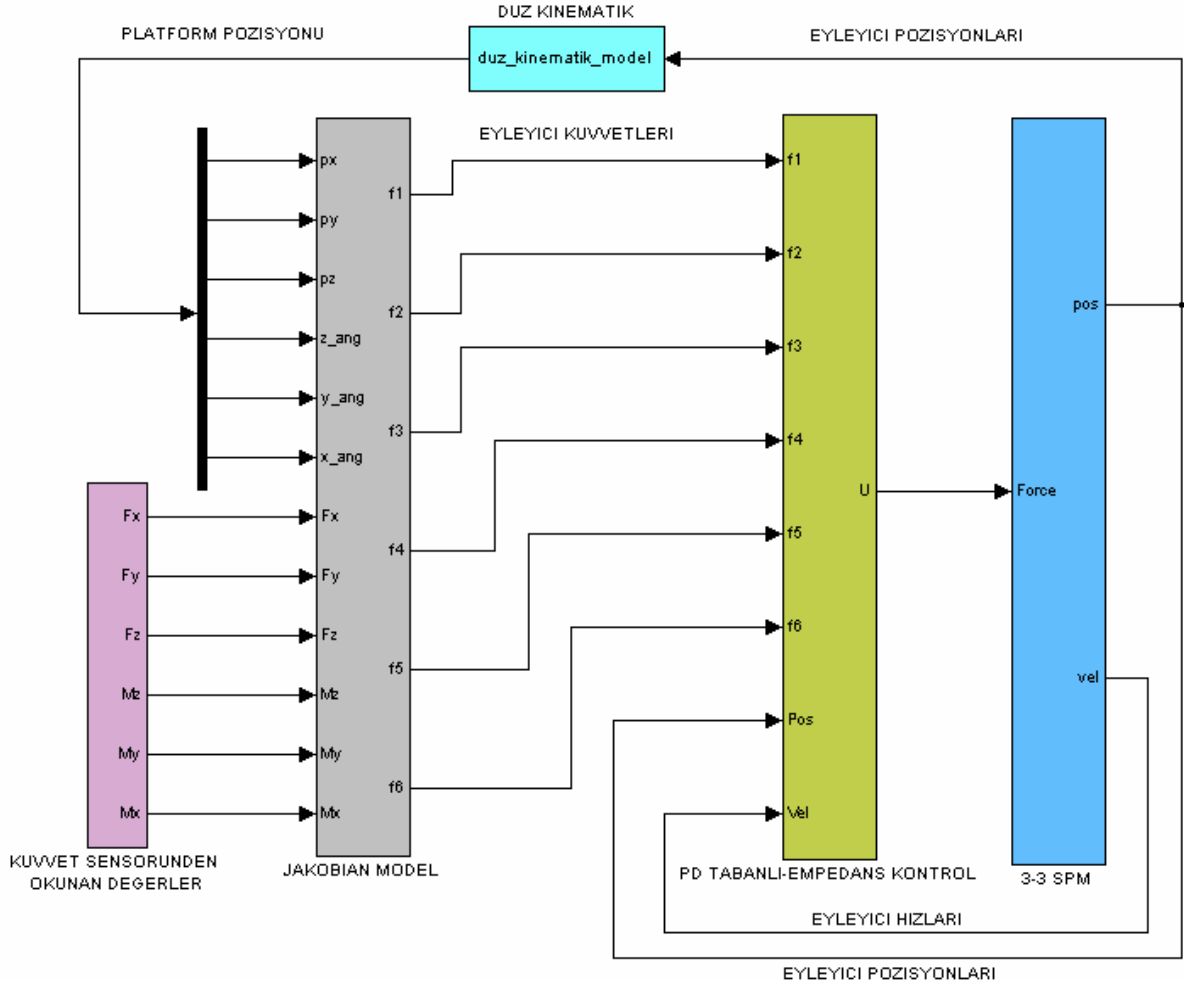 DUZ KINEMATIK
PLATFORM POZISYONU
EYLEYICI POZISYONLARI
duz_kinematik_model
EYLEYICI KUVVETLERI
px
py
pz
z_ang
y_ang
x_ang
Fx
Fy
Fz
Mz
My
Mx
Fx
Fy
Fz
Mz
My
Mx
f1
f2
f3
f4
f5
f6
f1
f2
f3
f4
f5
f6
Pos
Vel
U
Force
pos
vel
KUVVET SENSORUNDEN
OKUNAN DEGERLER
JAKOBIAN MODEL
PD TABANLI-EMPEDANS KONTROL
3-3 SPM
EYLEYICI HIZLARI
EYLEYICI POZISYONLARI